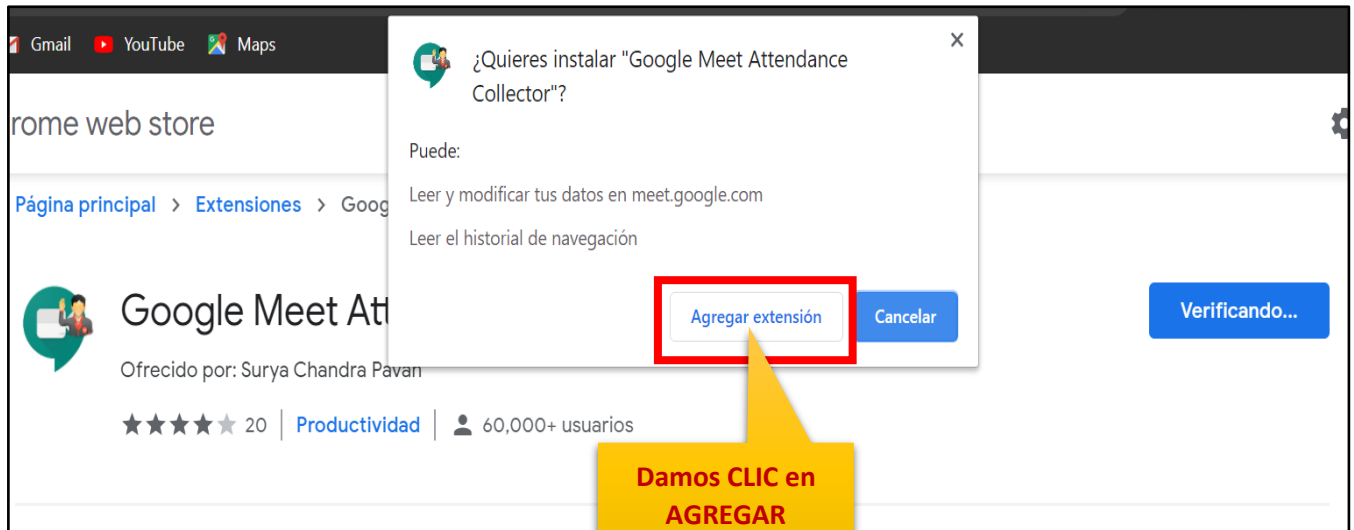 Gmail YouTube Maps
¿Quieres instalar "Google Meet Attendance
Collector"?
rome web store
Puede:
Leer y modificar tus datos en meet.google.com
Página principal > Extensiones > Goog
Leer el historial de navegación
Agregar extensión Cancelar
Google Meet Att
Verificando...
Ofrecido por: Surya Chandra Pavan
20 | Productividad | 60,000+ usuarios
Damos CLIC en
AGREGAR